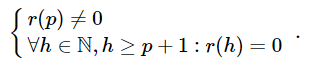 r(p) ≠ 0
∀h ∈ ℕ, h ≥ p + 1 : r(h) = 0 .